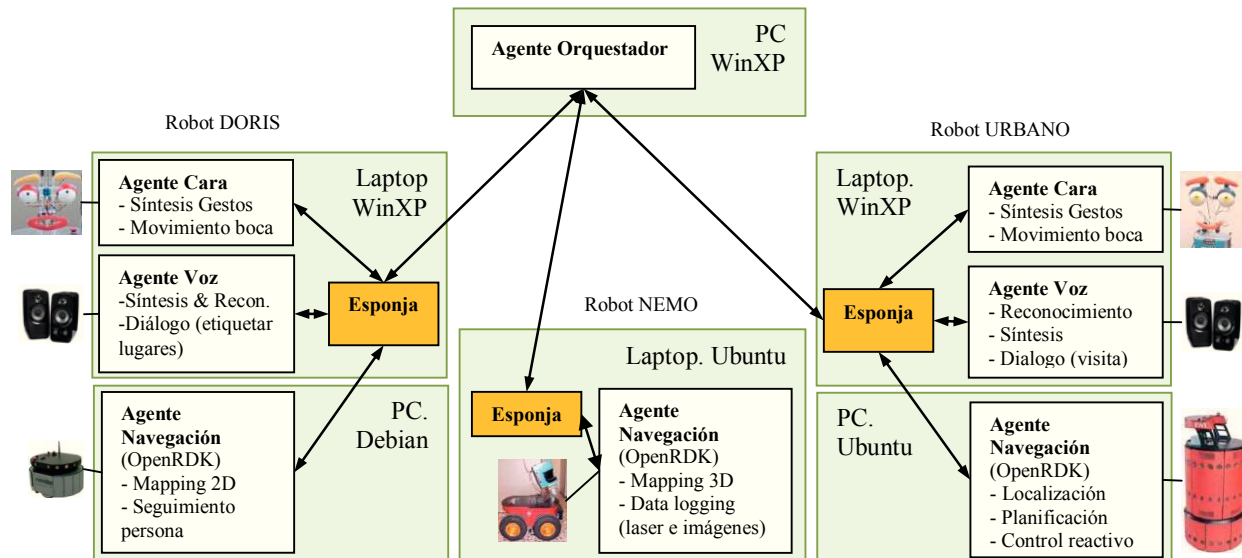 Agente Orquestador
PC
WinXP
Robot DORIS
Agente Cara
- Síntesis Gestos
- Movimiento boca
Laptop
WinXP
Agente Voz
-Síntesis & Recon.
-Diálogo (etiquetar
lugares)
Esponja
Agente
Navegación
(OpenRDK)
- Mapping 2D
- Seguimiento
persona
PC.
Debian
Robot NEMO
Laptop. Ubuntu
Esponja
Agente
Navegación
(OpenRDK)
- Mapping 3D
- Data logging
(laser e imágenes)
Robot URBANO
Laptop.
WinXP
Agente Cara
- Síntesis Gestos
- Movimiento boca
Esponja
Agente Voz
- Reconocimiento
- Síntesis
- Dialogo (visita)
PC.
Ubuntu
Agente
Navegación
(OpenRDK)
- Localización
- Planificación
- Control reactivo